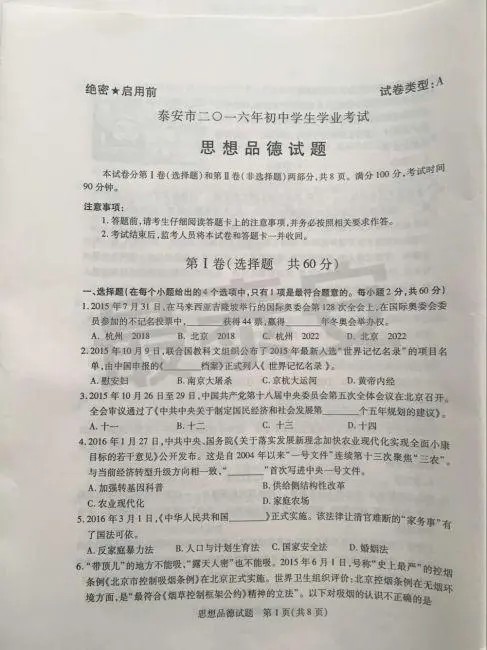 绝密★启用前
试卷类型:A
泰安市二○一六年初中学生学业考试
思想品德试题
本试卷分第Ⅰ卷(选择题)和第Ⅱ卷(非选择题)两部分,共8页。满分100分,考试时间
90分钟。
注意事项:
1.答题前,请考生仔细阅读答题卡上的注意事项,并务必按照相关要求作答。
2.考试结束后,监考人员将本试卷和答题卡一并收回。
第Ⅰ卷(选择题 共60分)
一、选择题(在每个小题给出的4个选项中,只有1项是最符合题意的。每小题2分,共60分)
1.2015年7月31日,在马来西亚吉隆坡举行的国际奥委会第128次全会上,在国际奥委会委
员参加的不记名投票中,______获得44票,赢得______年冬奥会举办权。
A.杭州 2018 B.北京 2018 C.杭州 2022 D.北京 2022
2.2015年10月9日,联合国教科文组织公布了2015年最新入选"世界记忆名录"的项目名
单,由中国申报的《______档案》正式列入《世界记忆名录》。
A.慰安妇 B.南京大屠杀 C.京杭大运河 D.黄帝内经
3.2015年10月26日至29日,中国共产党第十八届中央委员会第五次全体会议在北京召开。
全会审议通过了《中共中央关于制定国民经济和社会发展第______个五年规划的建议》。
A.十一 B.十二 C.十三 D.十四
4.2016年1月27日,中共中央、国务院《关于落实发展新理念加快农业现代化实现全面小康
目标的若干意见》公开发布。这是自2004年以来"一号文件"连续第十三次聚焦"三农"。
与当前经济转型升级方向相一致,"______"首次写进中央一号文件。
A.加强转基因科普 B.供给侧结构性改革
C.农业现代化 D.家庭农场
5.2016年3月1日,《中华人民共和国______》正式实施。该法律让清官难断的"家务事"有
了国法可依。
A.反家庭暴力法 B.人口与计划生育法 C.国家安全法 D.婚姻法
6."带顶儿"的地方不能吸,"露天人密"也不能吸。2015年6月1日,号称"史上最严"的控烟
条例《北京市控制吸烟条例》在北京正式实施。世界卫生组织评价:北京控烟条例在无烟环
境方面,是"最符合《烟草控制框架公约》精神的立法"。以下对吸烟的认识不正确的是
思想品德试题 第1页(共8页)